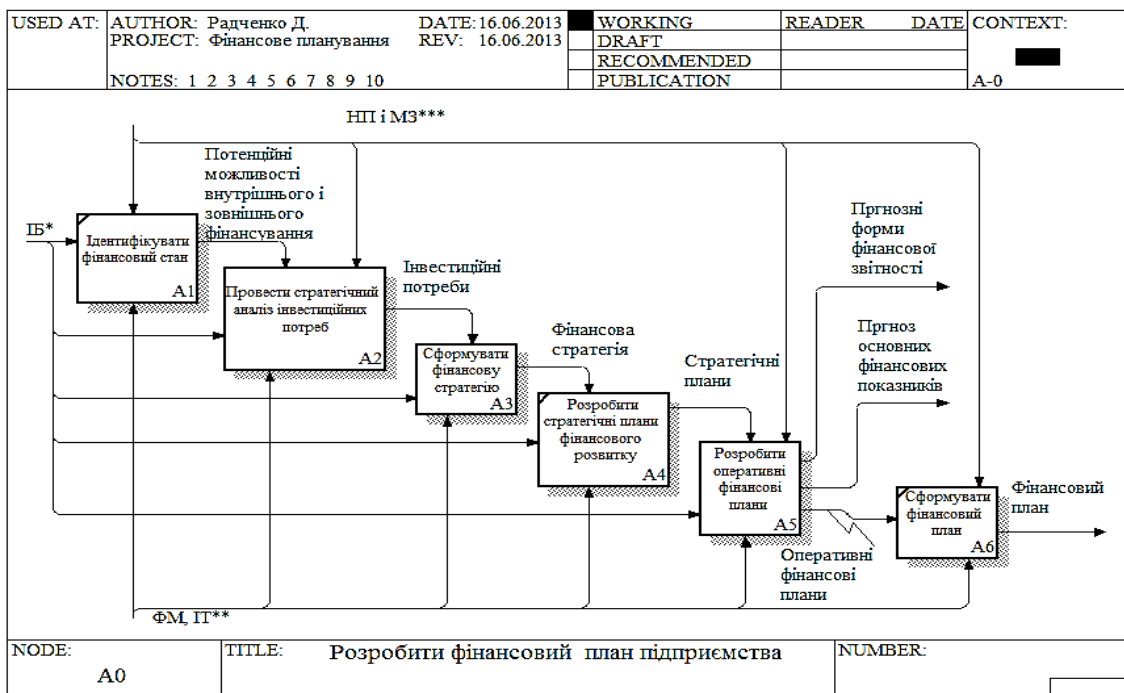 USED AT:
AUTHOR: Радченко Д.
DATE: 16.06.2013
PROJECT: Фінансове планування
REV: 16.06.2013
NOTES: 1 2 3 4 5 6 7 8 9 10
WORKING
DRAFT
RECOMMENDED
PUBLICATION
READER
DATE
CONTEXT:
A-0
НП і МЗ***
Потенційні
можливості
внутрішнього і
зовнішнього
фінансування
ІБ*
Ідентифікувати
фінансовий стан
A1
Провести стратегічний
аналіз інвестиційних
потреб
A2
Інвестиційні
потреби
Сформувати
фінансову
стратегію
A3
Фінансова
стратегія
Розробити
стратегічні плани
фінансового
розвитку
A4
Стратегічні
плани
Розробити
оперативні
фінансові
плани
A5
Пргнозні
форми
фінансової
звітності
Пргноз
основних
фінансових
показників
Оперативні
фінансові
плани
Сформувати
фінансовий
план
A6
Фінансовий
план
ФМ, ІТ**
NODE:
A0
TITLE:
Розробити фінансовий план підприємства
NUMBER: